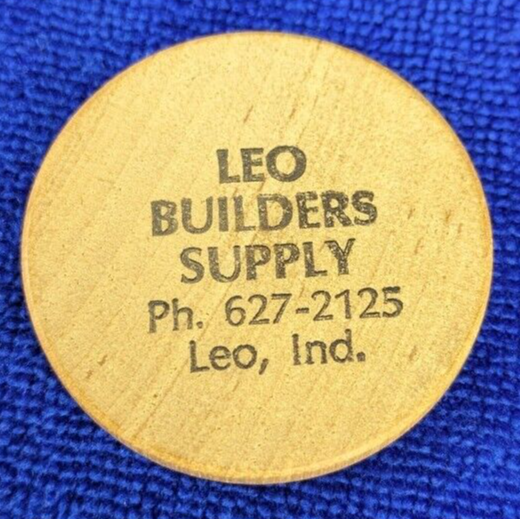 LEO
BUILDERS
SUPPLY
Ph. 627-2125
Leo, Ind.